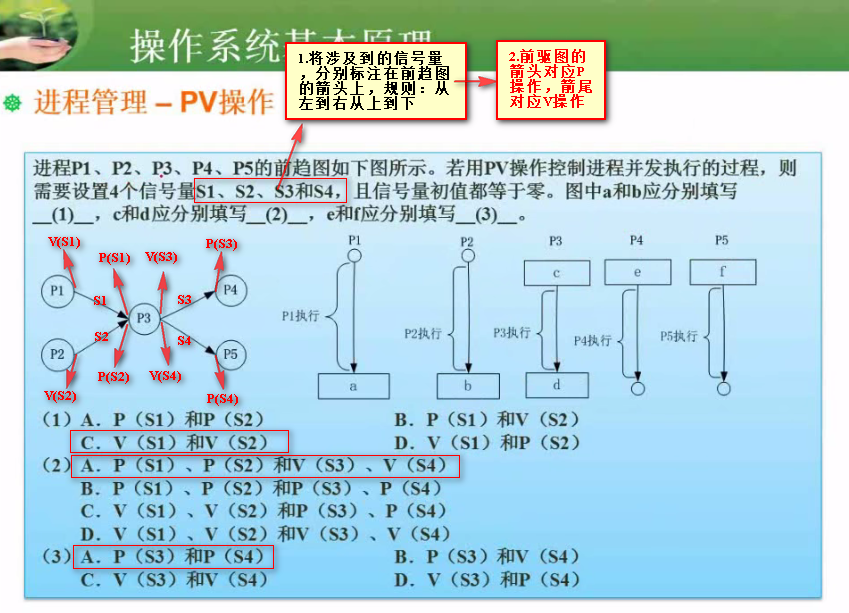 操作系统基本原理
1.将涉及到的信号量
，分别标注在前趋图
的箭头上，规则：从
左到右从上到下
2.前驱图的
箭头对应P
操作，箭尾
对应V操作
进程管理 – PV操作
进程P1、P2、P3、P4、P5的前趋图如下图所示。若用PV操作控制进程并发执行的过程，则
需要设置4个信号量S1、S2、S3和S4，且信号量初值都等于零。图中a和b应分别填写
__(1)__，c和d应分别填写__(2)__，e和f应分别填写__(3)__。
V(S1)
P(S1)
V(S3)
P(S3)
P1
S1
S3
P4
P3
S2
S4
P2
P5
V(S2)
P(S2)
V(S4)
P(S4)
P1
P2
P3
P4
P5
c
e
f
P1执行
P2执行
P3执行
P4执行
P5执行
a
b
d
（1）A. P（S1）和P（S2）
B. P（S1）和V（S2）
C. V（S1）和V（S2）
D. V（S1）和P（S2）
（2）A. P（S1）、P（S2）和V（S3）、V（S4）
B. P（S1）、P（S2）和P（S3）、P（S4）
C. V（S1）、V（S2）和P（S3）、P（S4）
D. V（S1）、V（S2）和V（S3）、V（S4）
（3）A. P（S3）和P（S4）
B. P（S3）和V（S4）
C. V（S3）和V（S4）
D. V（S3）和P（S4）